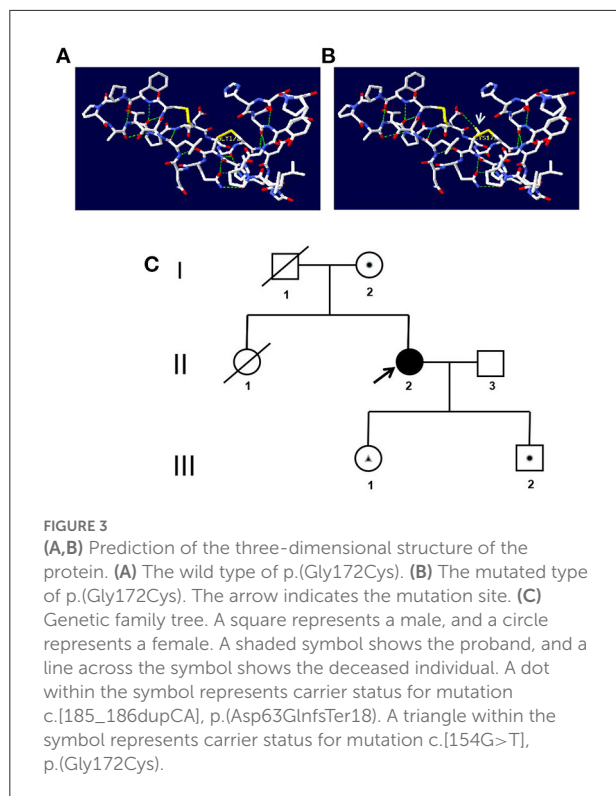 A
B
C
I
1
2
II
1
2
3
III
1
2
FIGURE 3
(A,B) Prediction of the three-dimensional structure of the
protein. (A) The wild type of p.(Gly172Cys). (B) The mutated type
of p.(Gly172Cys). The arrow indicates the mutation site. (C)
Genetic family tree. A square represents a male, and a circle
represents a female. A shaded symbol shows the proband, and a
line across the symbol shows the deceased individual. A dot
within the symbol represents carrier status for mutation
c.[185_186dupCA], p.(Asp63GlnfsTer18). A triangle within the
symbol represents carrier status for mutation c.[154G>T],
p.(Gly172Cys).